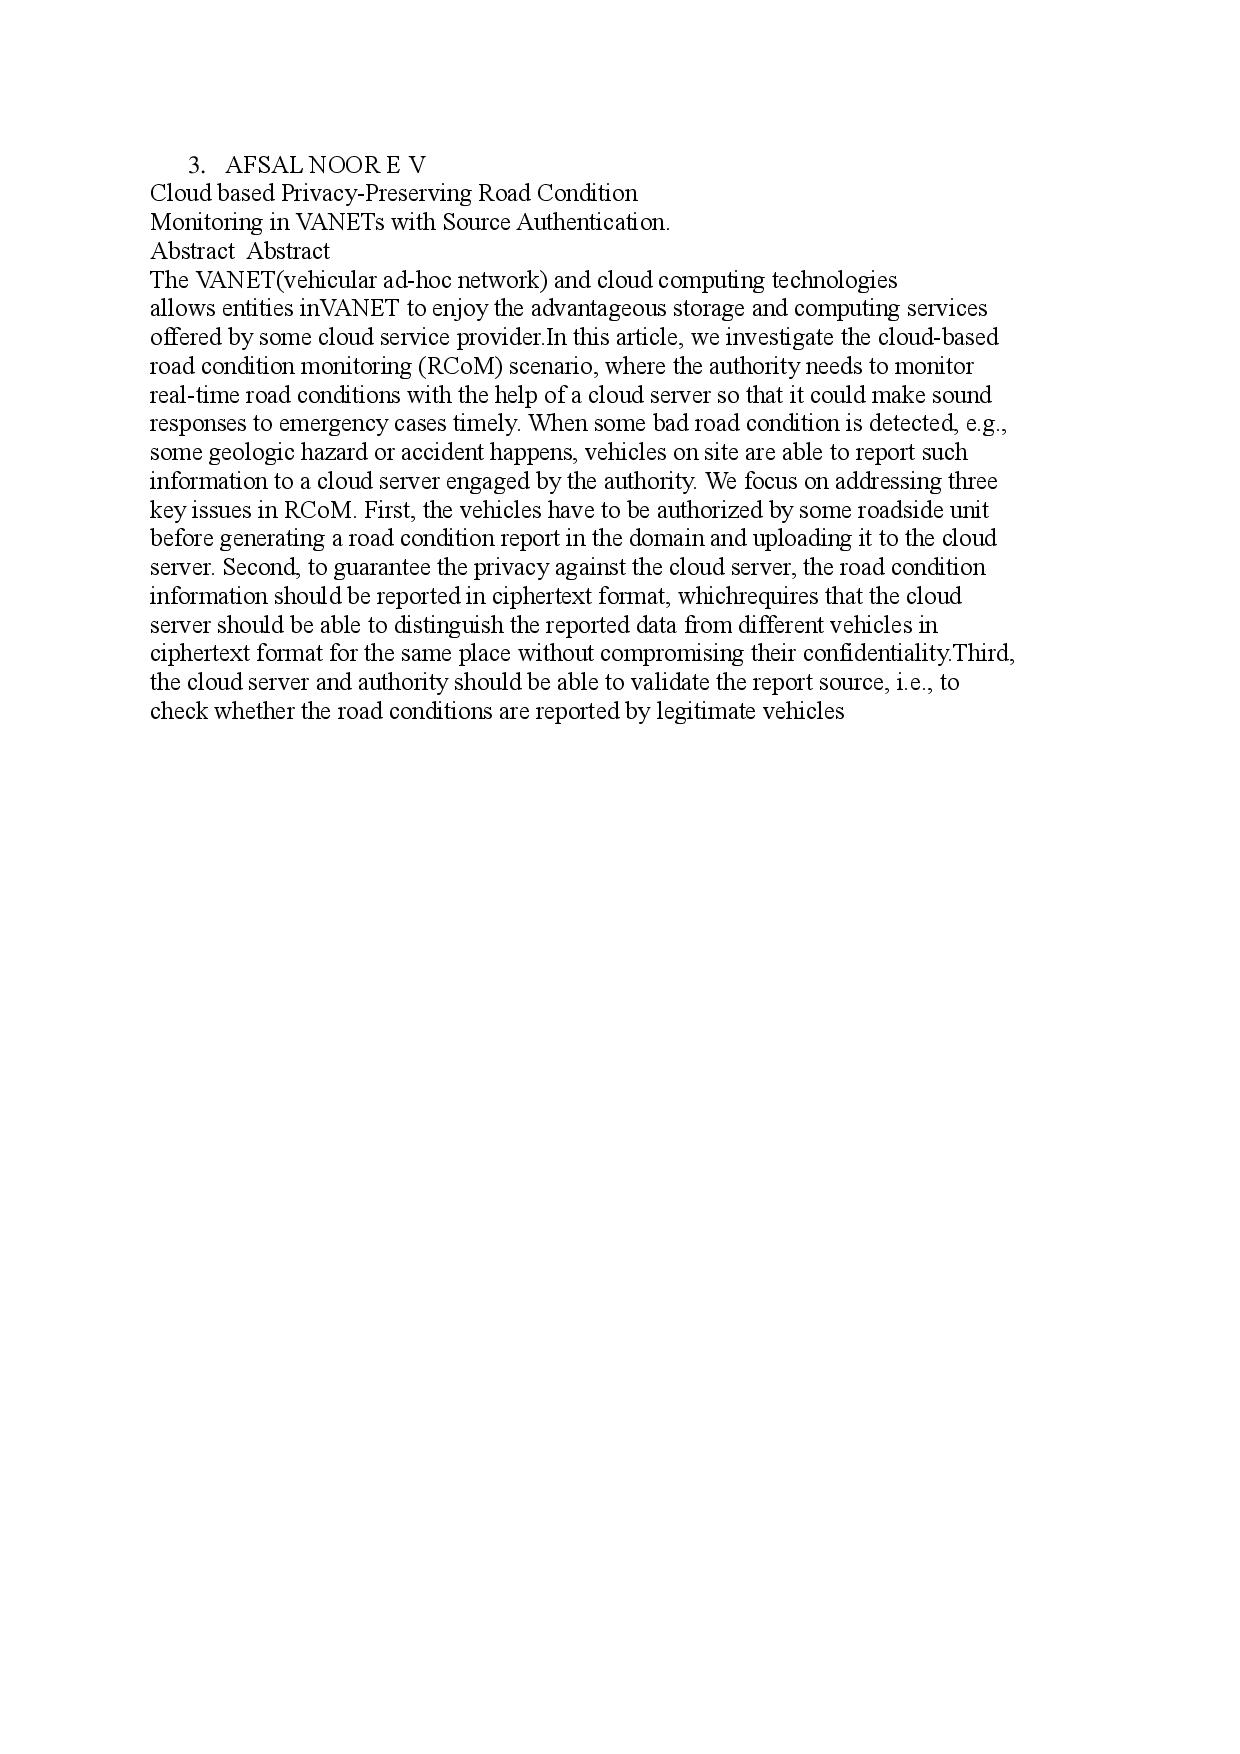 3. AFSAL NOOR E V
Cloud based Privacy-Preserving Road Condition
Monitoring in VANETs with Source Authentication.
Abstract  Abstract
The VANET(vehicular ad-hoc network) and cloud computing technologies
allows entities inVANET to enjoy the advantageous storage and computing services
offered by some cloud service provider.In this article, we investigate the cloud-based
road condition monitoring (RCoM) scenario, where the authority needs to monitor
real-time road conditions with the help of a cloud server so that it could make sound
responses to emergency cases timely. When some bad road condition is detected, e.g.,
some geologic hazard or accident happens, vehicles on site are able to report such
information to a cloud server engaged by the authority. We focus on addressing three
key issues in RCoM. First, the vehicles have to be authorized by some roadside unit
before generating a road condition report in the domain and uploading it to the cloud
server. Second, to guarantee the privacy against the cloud server, the road condition
information should be reported in ciphertext format, whichrequires that the cloud
server should be able to distinguish the reported data from different vehicles in
ciphertext format for the same place without compromising their confidentiality.Third,
the cloud server and authority should be able to validate the report source, i.e., to
check whether the road conditions are reported by legitimate vehicles